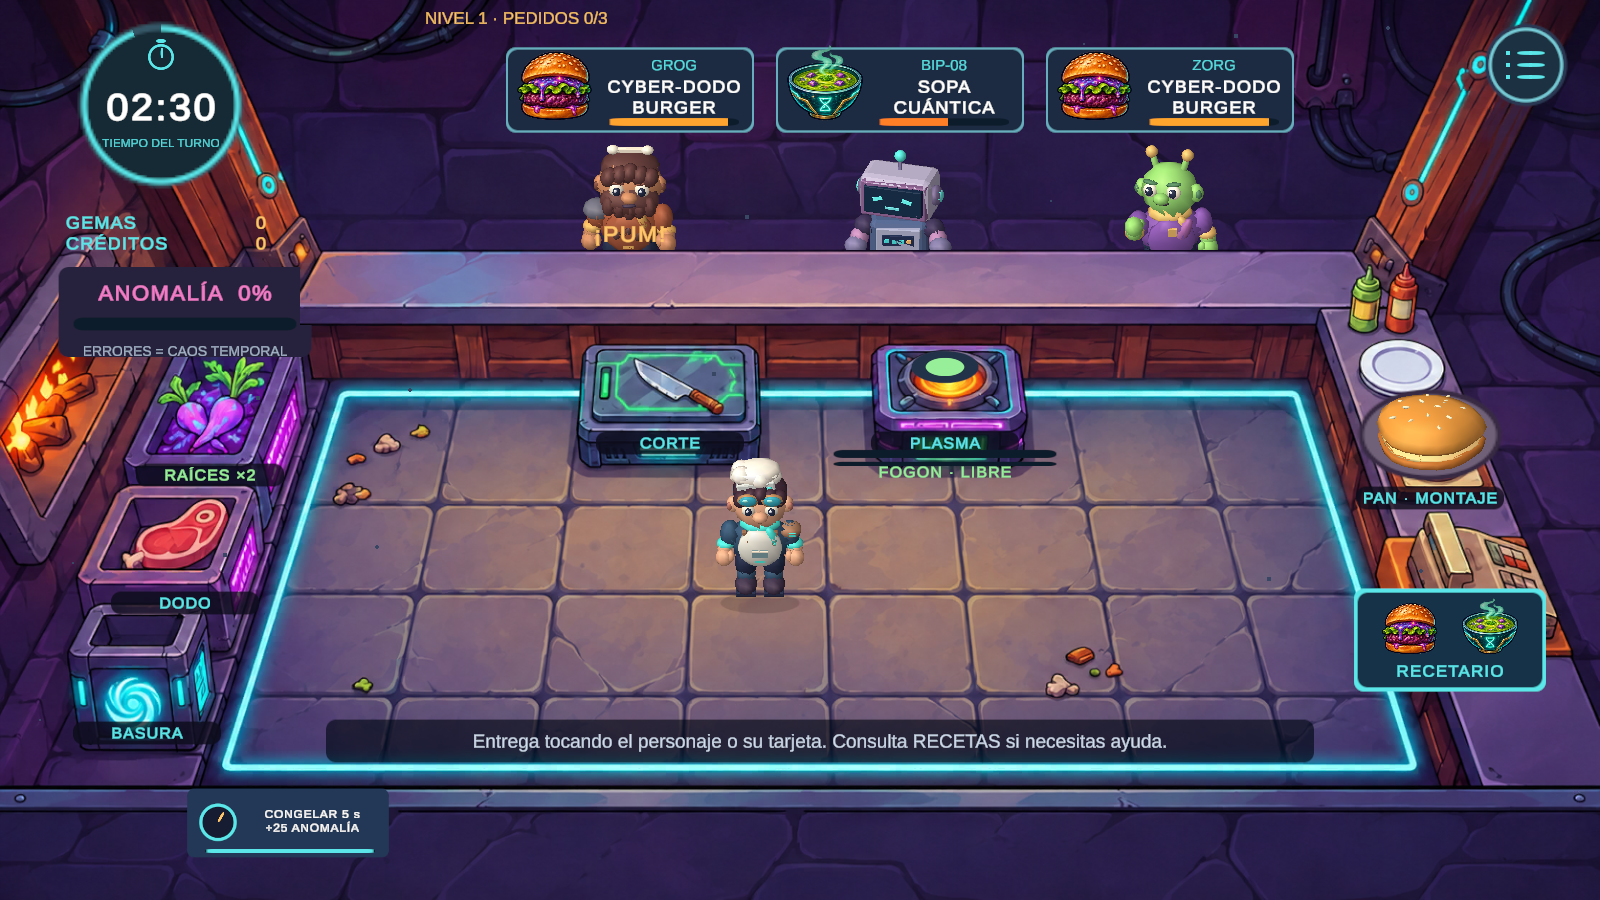 NIVEL 1 · PEDIDOS 0/3
02:30
TIEMPO DEL TURNO
GROG
CYBER-DODO
BURGER
BIP-08
SOPA
CUÁNTICA
ZORG
CYBER-DODO
BURGER
GEMAS 0
CRÉDITOS 0
ANOMALÍA 0%
ERRORES = CAOS TEMPORAL
¡PUM!
CORTE
PLASMA
FOGON · LIBRE
RAÍCES ×2
DODO
BASURA
PAN · MONTAJE
RECETARIO
Entrega tocando el personaje o su tarjeta. Consulta RECETAS si necesitas ayuda.
CONGELAR 5 s
+25 ANOMALÍA